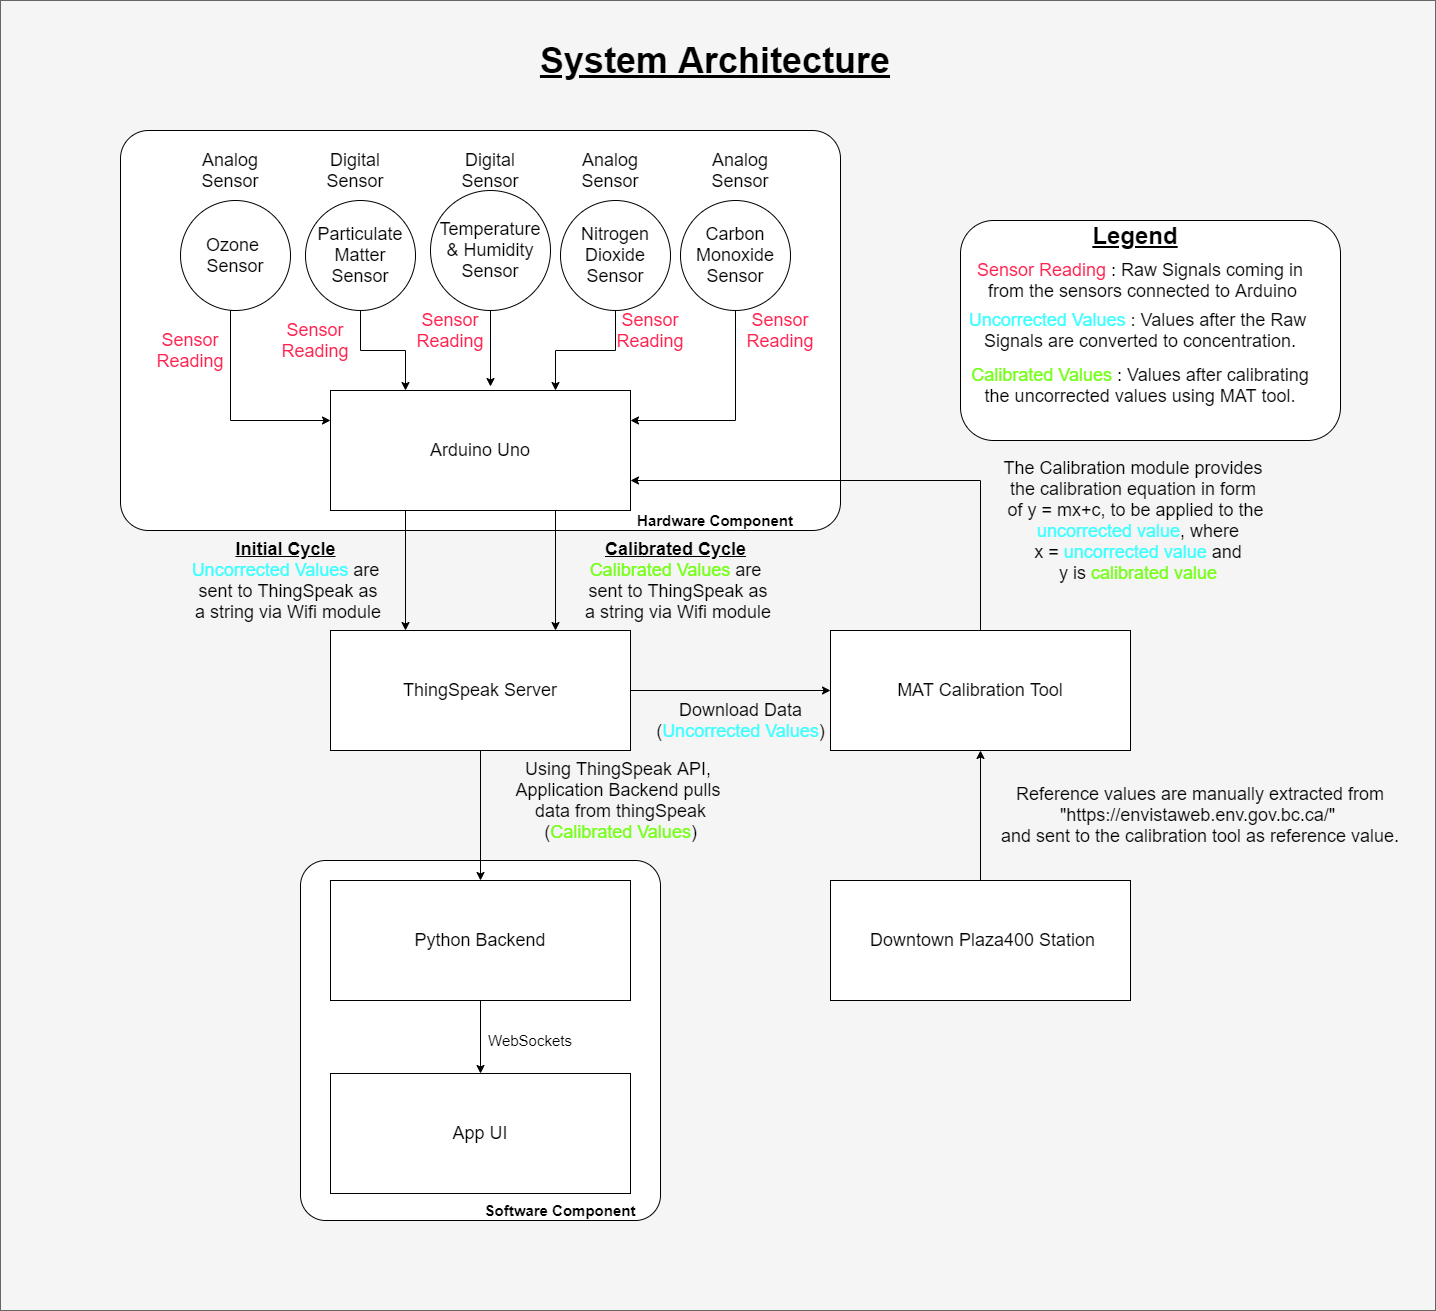 System Architecture
Analog
Sensor
Digital
Sensor
Digital
Sensor
Analog
Sensor
Analog
Sensor
Ozone
Sensor
Particulate
Matter
Sensor
Temperature
& Humidity
Sensor
Nitrogen
Dioxide
Sensor
Carbon
Monoxide
Sensor
Sensor
Reading
Sensor
Reading
Sensor
Reading
Sensor
Reading
Sensor
Reading
Arduino Uno
Hardware Component
Legend
Sensor Reading : Raw Signals coming in
from the sensors connected to Arduino
Uncorrected Values : Values after the Raw
Signals are converted to concentration.
Calibrated Values : Values after calibrating
the uncorrected values using MAT tool.
The Calibration module provides
the calibration equation in form
of y = mx+c, to be applied to the
uncorrected value, where
x = uncorrected value and
y is calibrated value
Initial Cycle
Uncorrected Values are
sent to ThingSpeak as
a string via Wifi module
Calibrated Cycle
Calibrated Values are
sent to ThingSpeak as
a string via Wifi module
ThingSpeak Server
Download Data
(Uncorrected Values)
MAT Calibration Tool
Using ThingSpeak API,
Application Backend pulls
data from thingSpeak
(Calibrated Values)
Reference values are manually extracted from
"https://envistaweb.env.gov.bc.ca/"
and sent to the calibration tool as reference value.
Python Backend
Downtown Plaza400 Station
WebSockets
App UI
Software Component